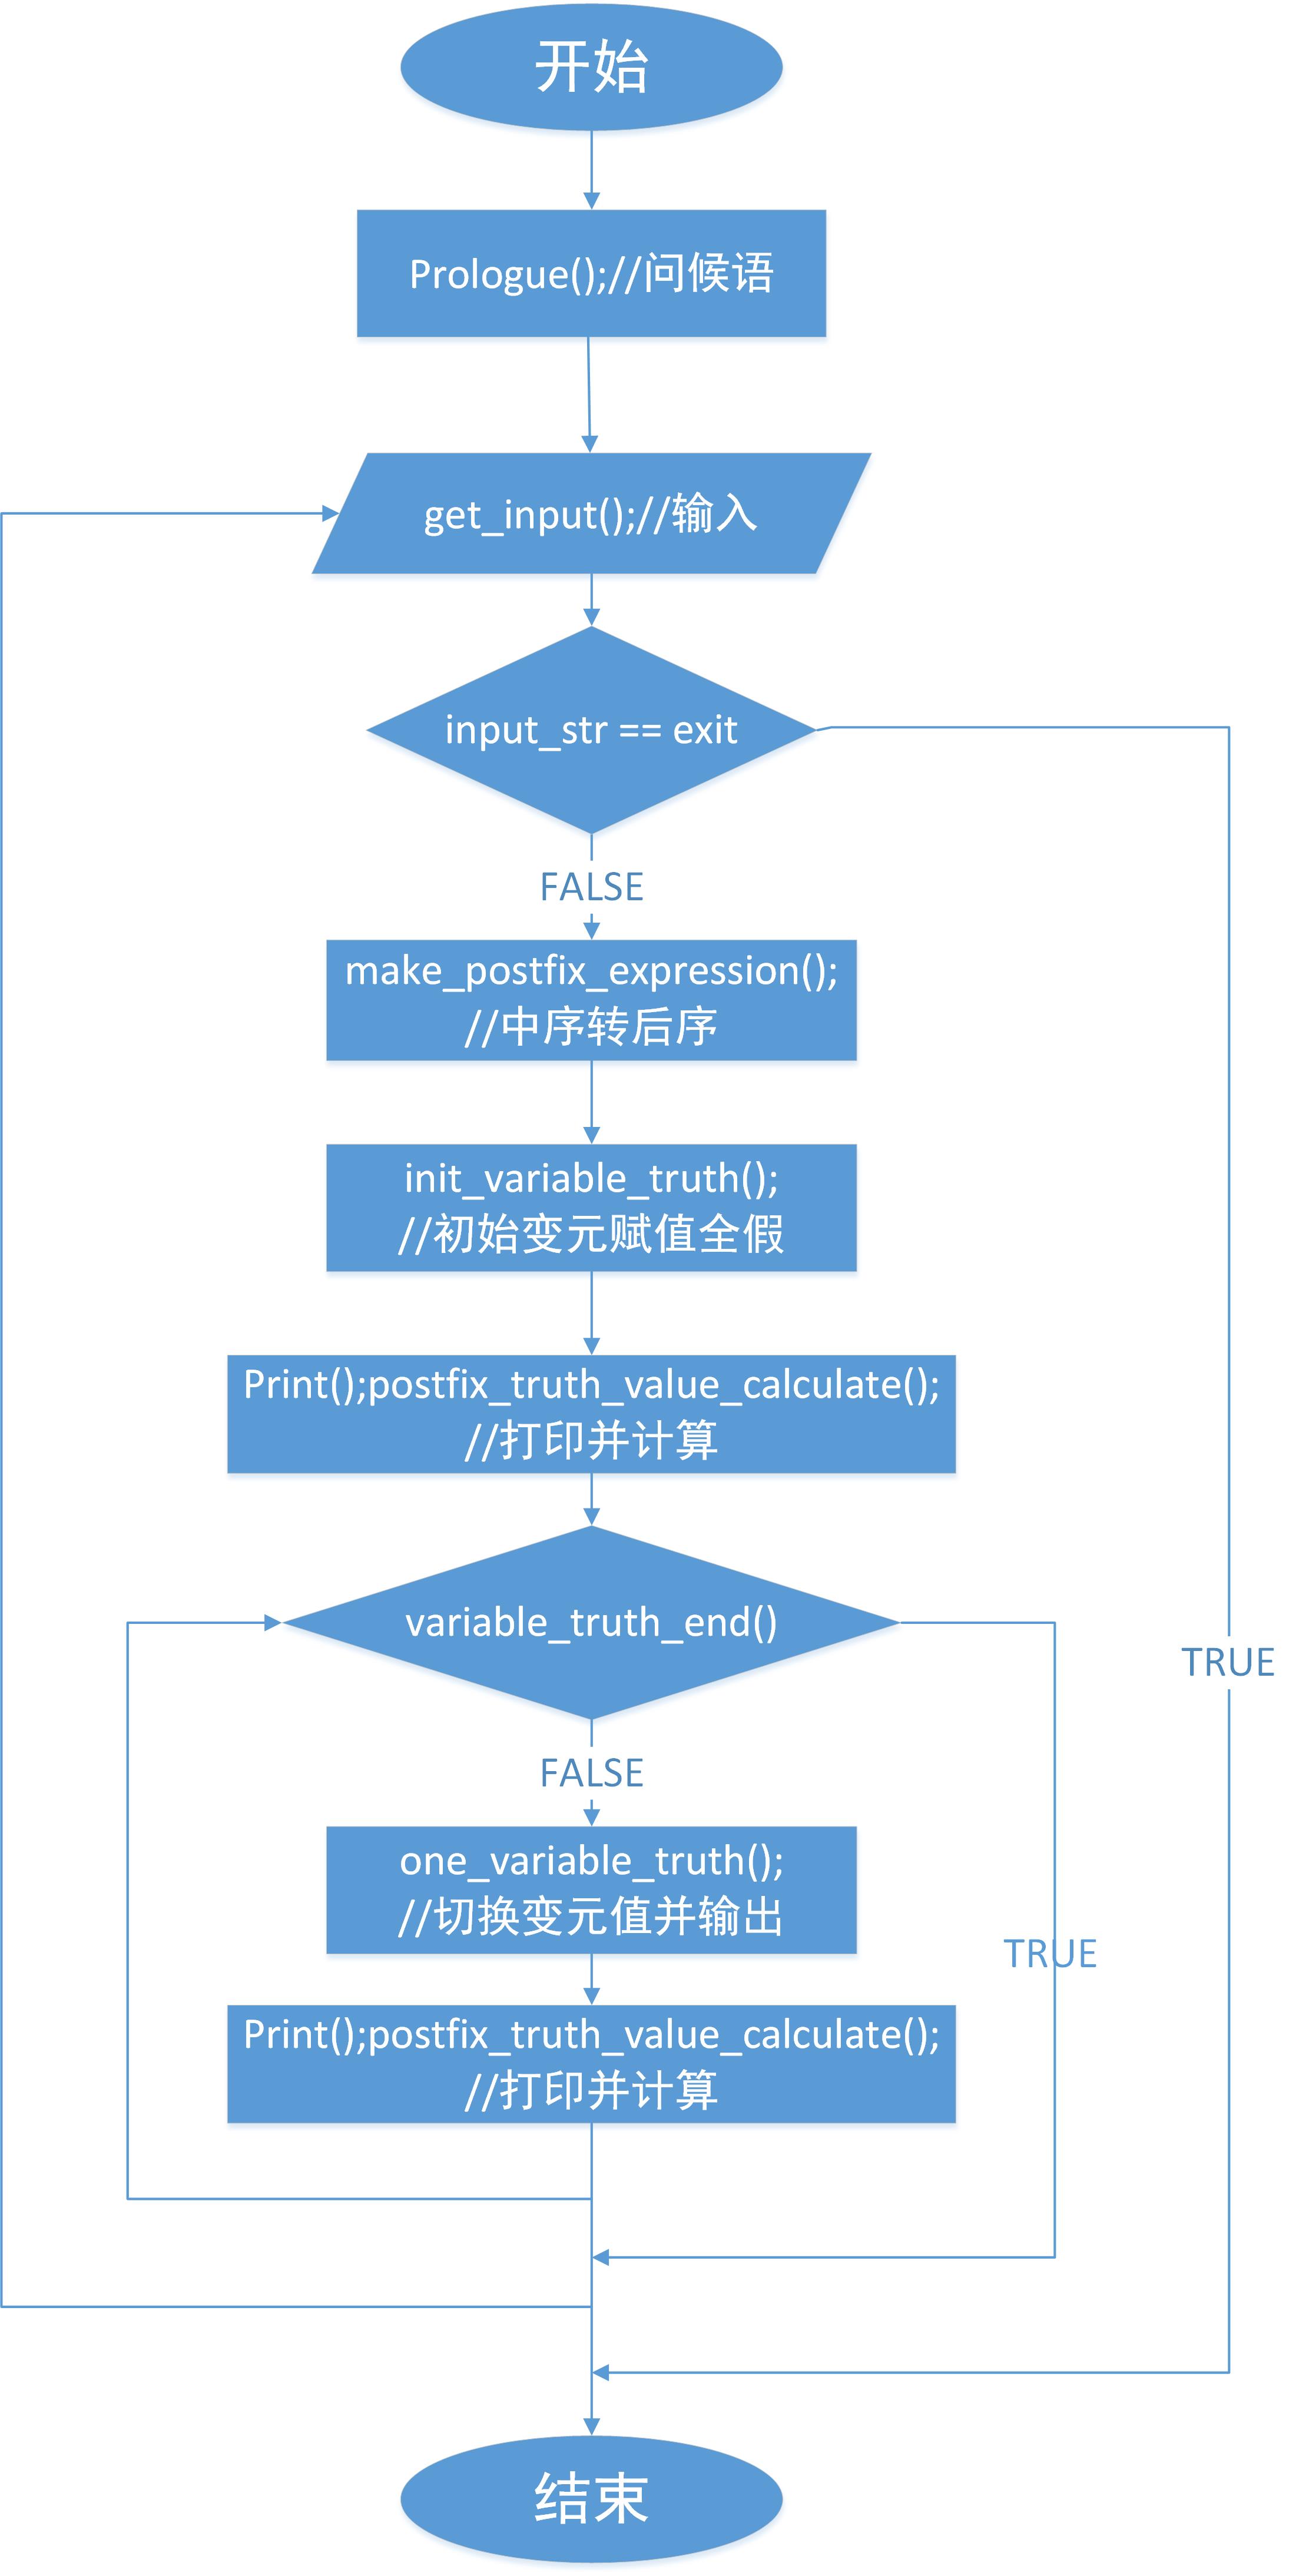 开始
Prologue();//问候语
get_input();//输入
input_str == exit
FALSE
make_postfix_expression();
//中序转后序
init_variable_truth();
//初始变元赋值全假
Print();postfix_truth_value_calculate();
//打印并计算
variable_truth_end()
TRUE
FALSE
one_variable_truth();
//切换变元值并输出
TRUE
Print();postfix_truth_value_calculate();
//打印并计算
结束